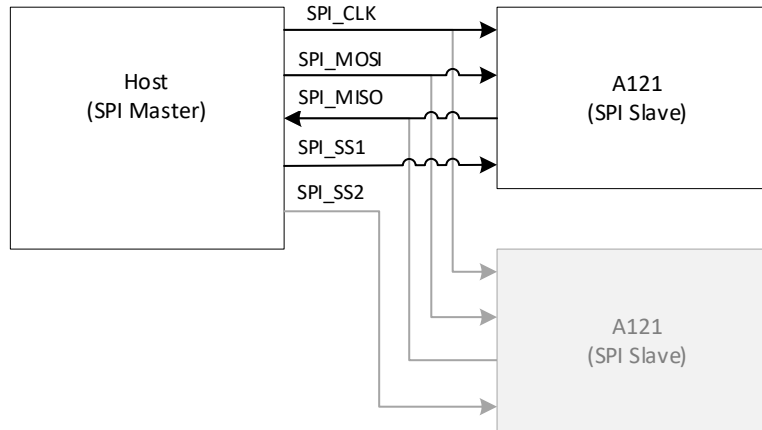 SPI_CLK
SPI_MOSI
SPI_MISO
SPI_SS1
SPI_SS2
Host
(SPI Master)
A121
(SPI Slave)
A121
(SPI Slave)